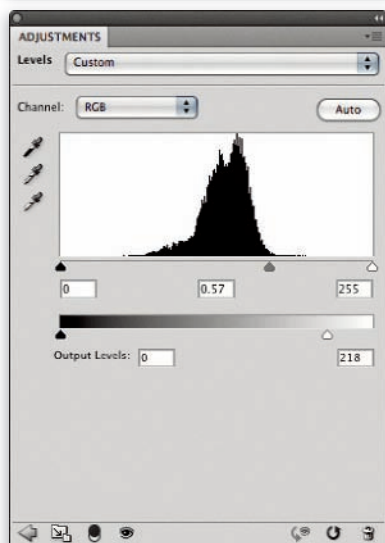 ADJUSTMENTS
Levels Custom
Channel: RGB Auto
0 0.57 255
Output Levels: 0 218